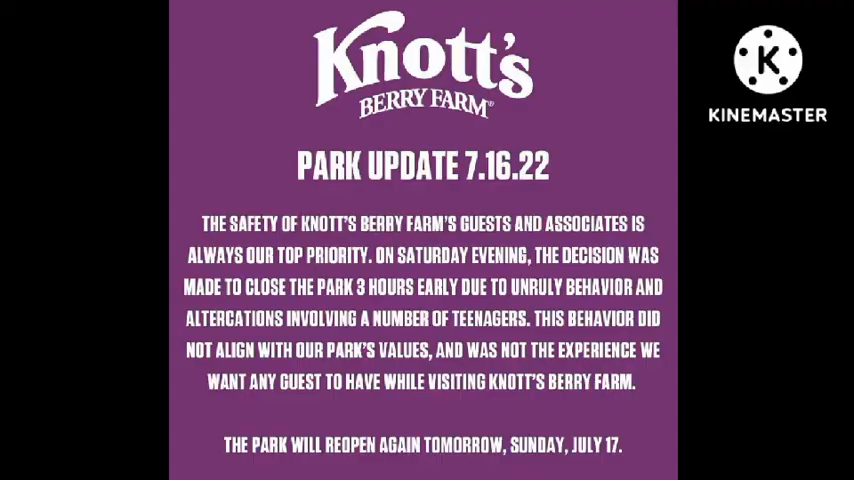 Knott's
BERRY FARM®
K
KINEMASTER
PARK UPDATE 7.16.22
THE SAFETY OF KNOTT'S BERRY FARM'S GUESTS AND ASSOCIATES IS
ALWAYS OUR TOP PRIORITY. ON SATURDAY EVENING, THE DECISION WAS
MADE TO CLOSE THE PARK 3 HOURS EARLY DUE TO UNRULY BEHAVIOR AND
ALTERCATIONS INVOLVING A NUMBER OF TEENAGERS. THIS BEHAVIOR DID
NOT ALIGN WITH OUR PARK'S VALUES, AND WAS NOT THE EXPERIENCE WE
WANT ANY GUEST TO HAVE WHILE VISITING KNOTT'S BERRY FARM.
THE PARK WILL REOPEN AGAIN TOMORROW, SUNDAY, JULY 17.